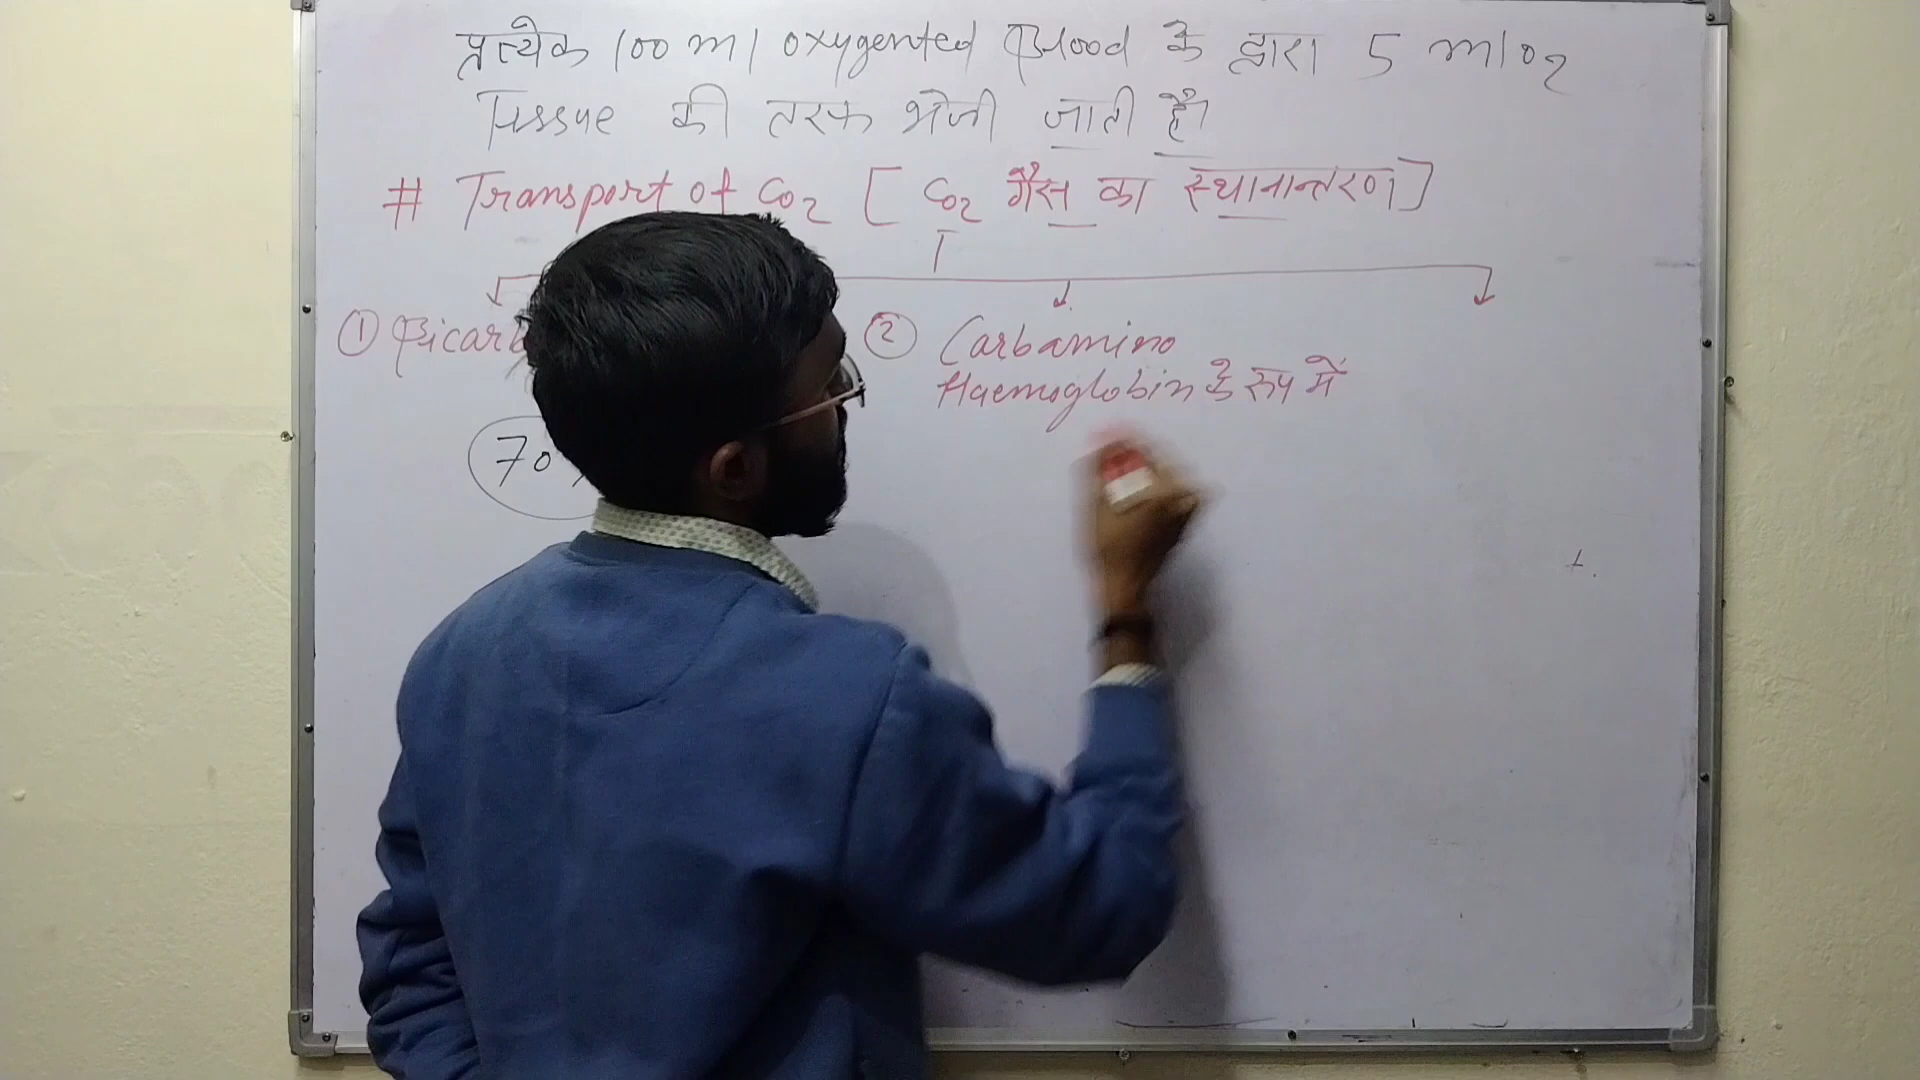 प्रत्येक 100 ml oxygented Blood के द्वारा 5 ml O2
Tissue की तरफ भेजी जाती है।
# Transport of CO2 [ CO2 गैस का स्थानान्तरण ]
① Bicarb
② Carbamino
Haemoglobin के रूप में
70